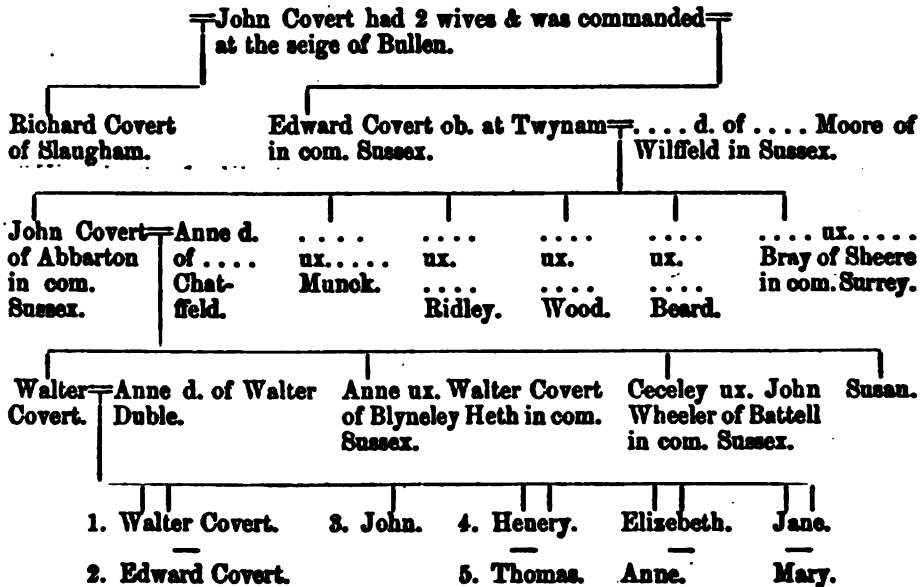 John Covert had 2 wives & was commanded
at the seige of Bullen.
Richard Covert
of Slaugham.
Edward Covert ob. at Twynam
in com. Sussex.
. . . . d. of . . . . Moore of
Wilffeld in Sussex.
John Covert
of Abbarton
in com.
Sussex.
Anne d.
of . . . .
Chat-
ffeld.
. . . .
ux. . . . .
Munck.
. . . .
ux.
. . . .
Ridley.
. . . .
ux.
. . . .
Wood.
. . . .
ux.
. . . .
Beard.
. . . . ux. . . . .
Bray of Sheere
in com. Surrey.
Walter
Covert.
Anne d. of Walter
Duble.
Anne ux. Walter Covert
of Blyneley Heth in com.
Sussex.
Ceceley ux. John
Wheeler of Battell
in com. Sussex.
Susan.
1. Walter Covert. 3. John. 4. Henery. Elizebeth. Jane.
2. Edward Covert. 5. Thomas. Anne. Mary.